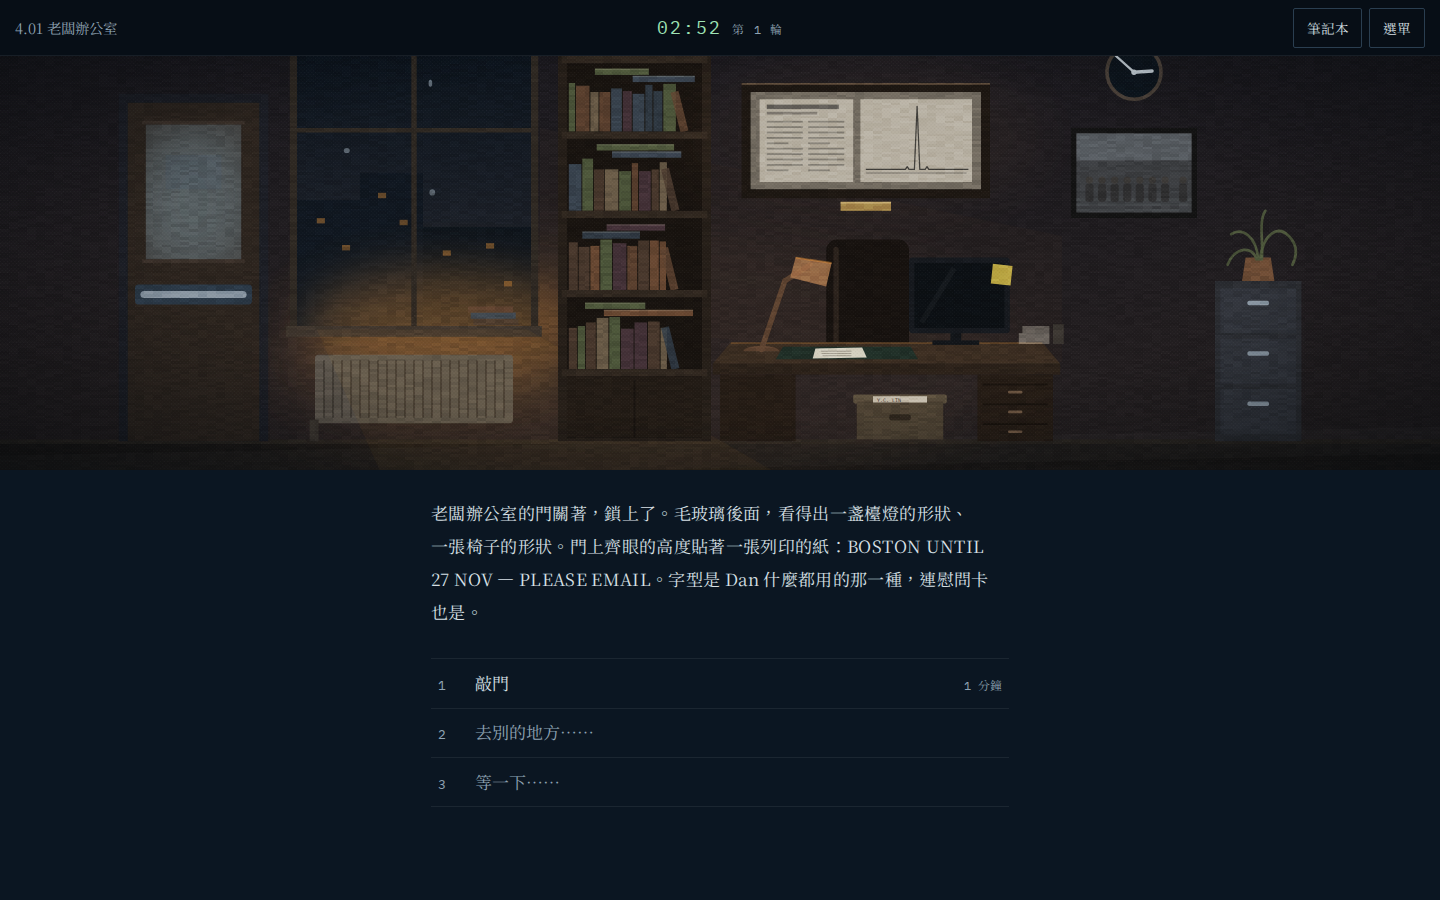 4.01 老闆辦公室
02:52 第 1 輪
筆記本
選單
老闆辦公室的門關著，鎖上了。毛玻璃後面，看得出一盞檯燈的形狀、
一張椅子的形狀。門上齊眼的高度貼著一張列印的紙：BOSTON UNTIL
27 NOV — PLEASE EMAIL。字型是 Dan 什麼都用的那一種，連慰問卡
也是。
1 敲門 1 分鐘
2 去別的地方……
3 等一下……